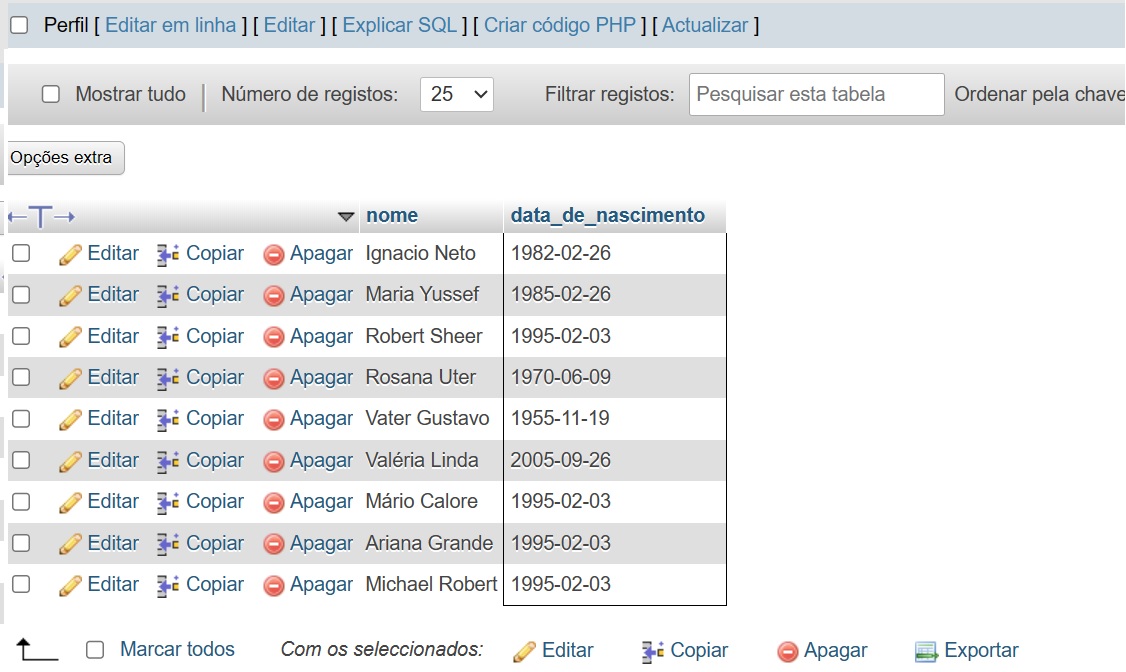 Perfil [ Editar em linha ] [ Editar ] [ Explicar SQL ] [ Criar código PHP ] [ Actualizar ]
Mostrar tudo | Número de registos: 25 Filtrar registos: Pesquisar esta tabela Ordenar pela chave
Opções extra
←T→ nome data_de_nascimento
Editar Copiar Apagar Ignacio Neto 1982-02-26
Editar Copiar Apagar Maria Yussef 1985-02-26
Editar Copiar Apagar Robert Sheer 1995-02-03
Editar Copiar Apagar Rosana Uter 1970-06-09
Editar Copiar Apagar Vater Gustavo 1955-11-19
Editar Copiar Apagar Valéria Linda 2005-09-26
Editar Copiar Apagar Mário Calore 1995-02-03
Editar Copiar Apagar Ariana Grande 1995-02-03
Editar Copiar Apagar Michael Robert 1995-02-03
Marcar todos Com os seleccionados: Editar Copiar Apagar Exportar